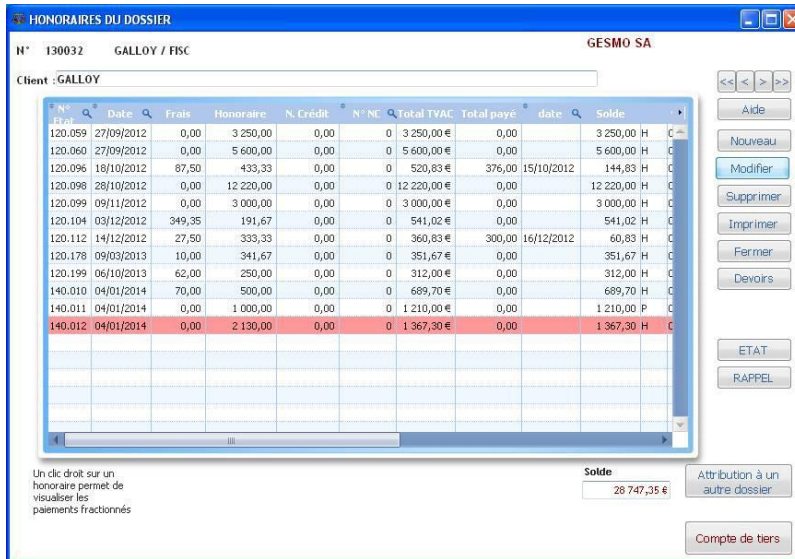 HONORAIRES DU DOSSIER
N° 130032 GALLOY / FISC GESMO SA
Client : GALLOY
<< < > >>
N° Etat Date Frais Honoraire N. Crédit N° NC Total TVAC Total payé date Solde
120.059 27/09/2012 0,00 3 250,00 0,00 0 3 250,00 € 0,00 3 250,00 H
120.060 27/09/2012 0,00 5 600,00 0,00 0 5 600,00 € 0,00 5 600,00 H
120.096 18/10/2012 87,50 433,33 0,00 0 520,83 € 376,00 15/10/2012 144,83 H
120.098 28/10/2012 0,00 12 220,00 0,00 0 12 220,00 € 0,00 12 220,00 H
120.099 09/11/2012 0,00 3 000,00 0,00 0 3 000,00 € 0,00 3 000,00 H
120.104 03/12/2012 349,35 191,67 0,00 0 541,02 € 0,00 541,02 H
120.112 14/12/2012 27,50 333,33 0,00 0 360,83 € 300,00 16/12/2012 60,83 H
120.178 09/03/2013 10,00 341,67 0,00 0 351,67 € 0,00 351,67 H
120.199 06/10/2013 62,00 250,00 0,00 0 312,00 € 0,00 312,00 H
140.010 04/01/2014 70,00 500,00 0,00 0 689,70 € 0,00 689,70 H
140.011 04/01/2014 0,00 1 000,00 0,00 0 1 210,00 € 0,00 1 210,00 P
140.012 04/01/2014 0,00 2 130,00 0,00 0 1 367,30 € 0,00 1 367,30 H
Aide
Nouveau
Modifier
Supprimer
Imprimer
Fermer
Devoirs
ETAT
RAPPEL
Un clic droit sur un
honoraire permet de
visualiser les
paiements fractionnés
Solde
28 747,35 €
Attribution à un
autre dossier
Compte de tiers